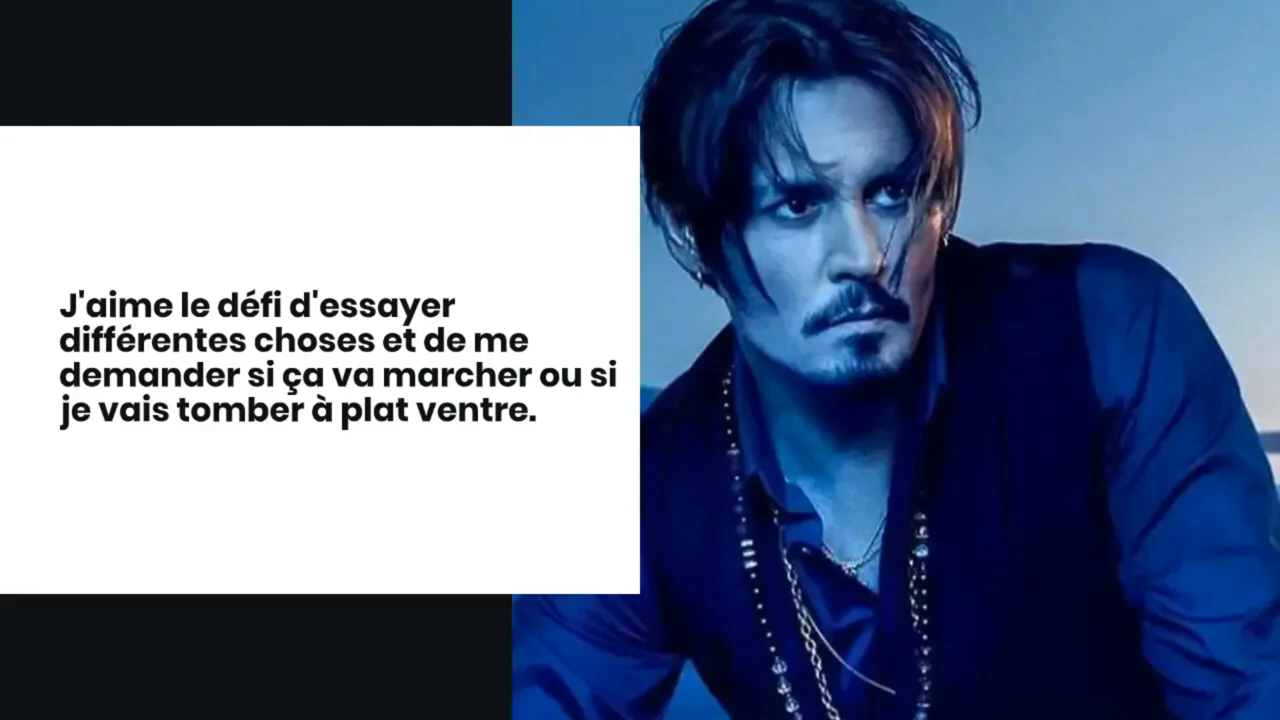 J'aime le défi d'essayer
différentes choses et de me
demander si ça va marcher ou si
je vais tomber à plat ventre.